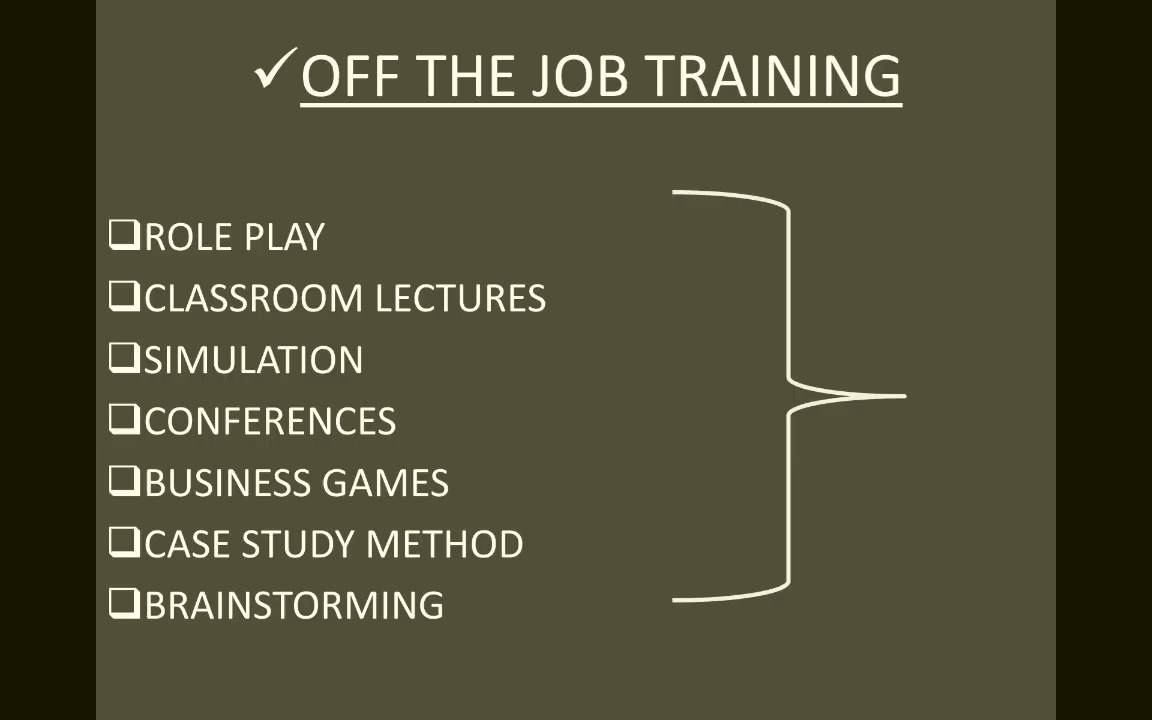 ✓OFF THE JOB TRAINING
❑ROLE PLAY
❑CLASSROOM LECTURES
❑SIMULATION
❑CONFERENCES
❑BUSINESS GAMES
❑CASE STUDY METHOD
❑BRAINSTORMING